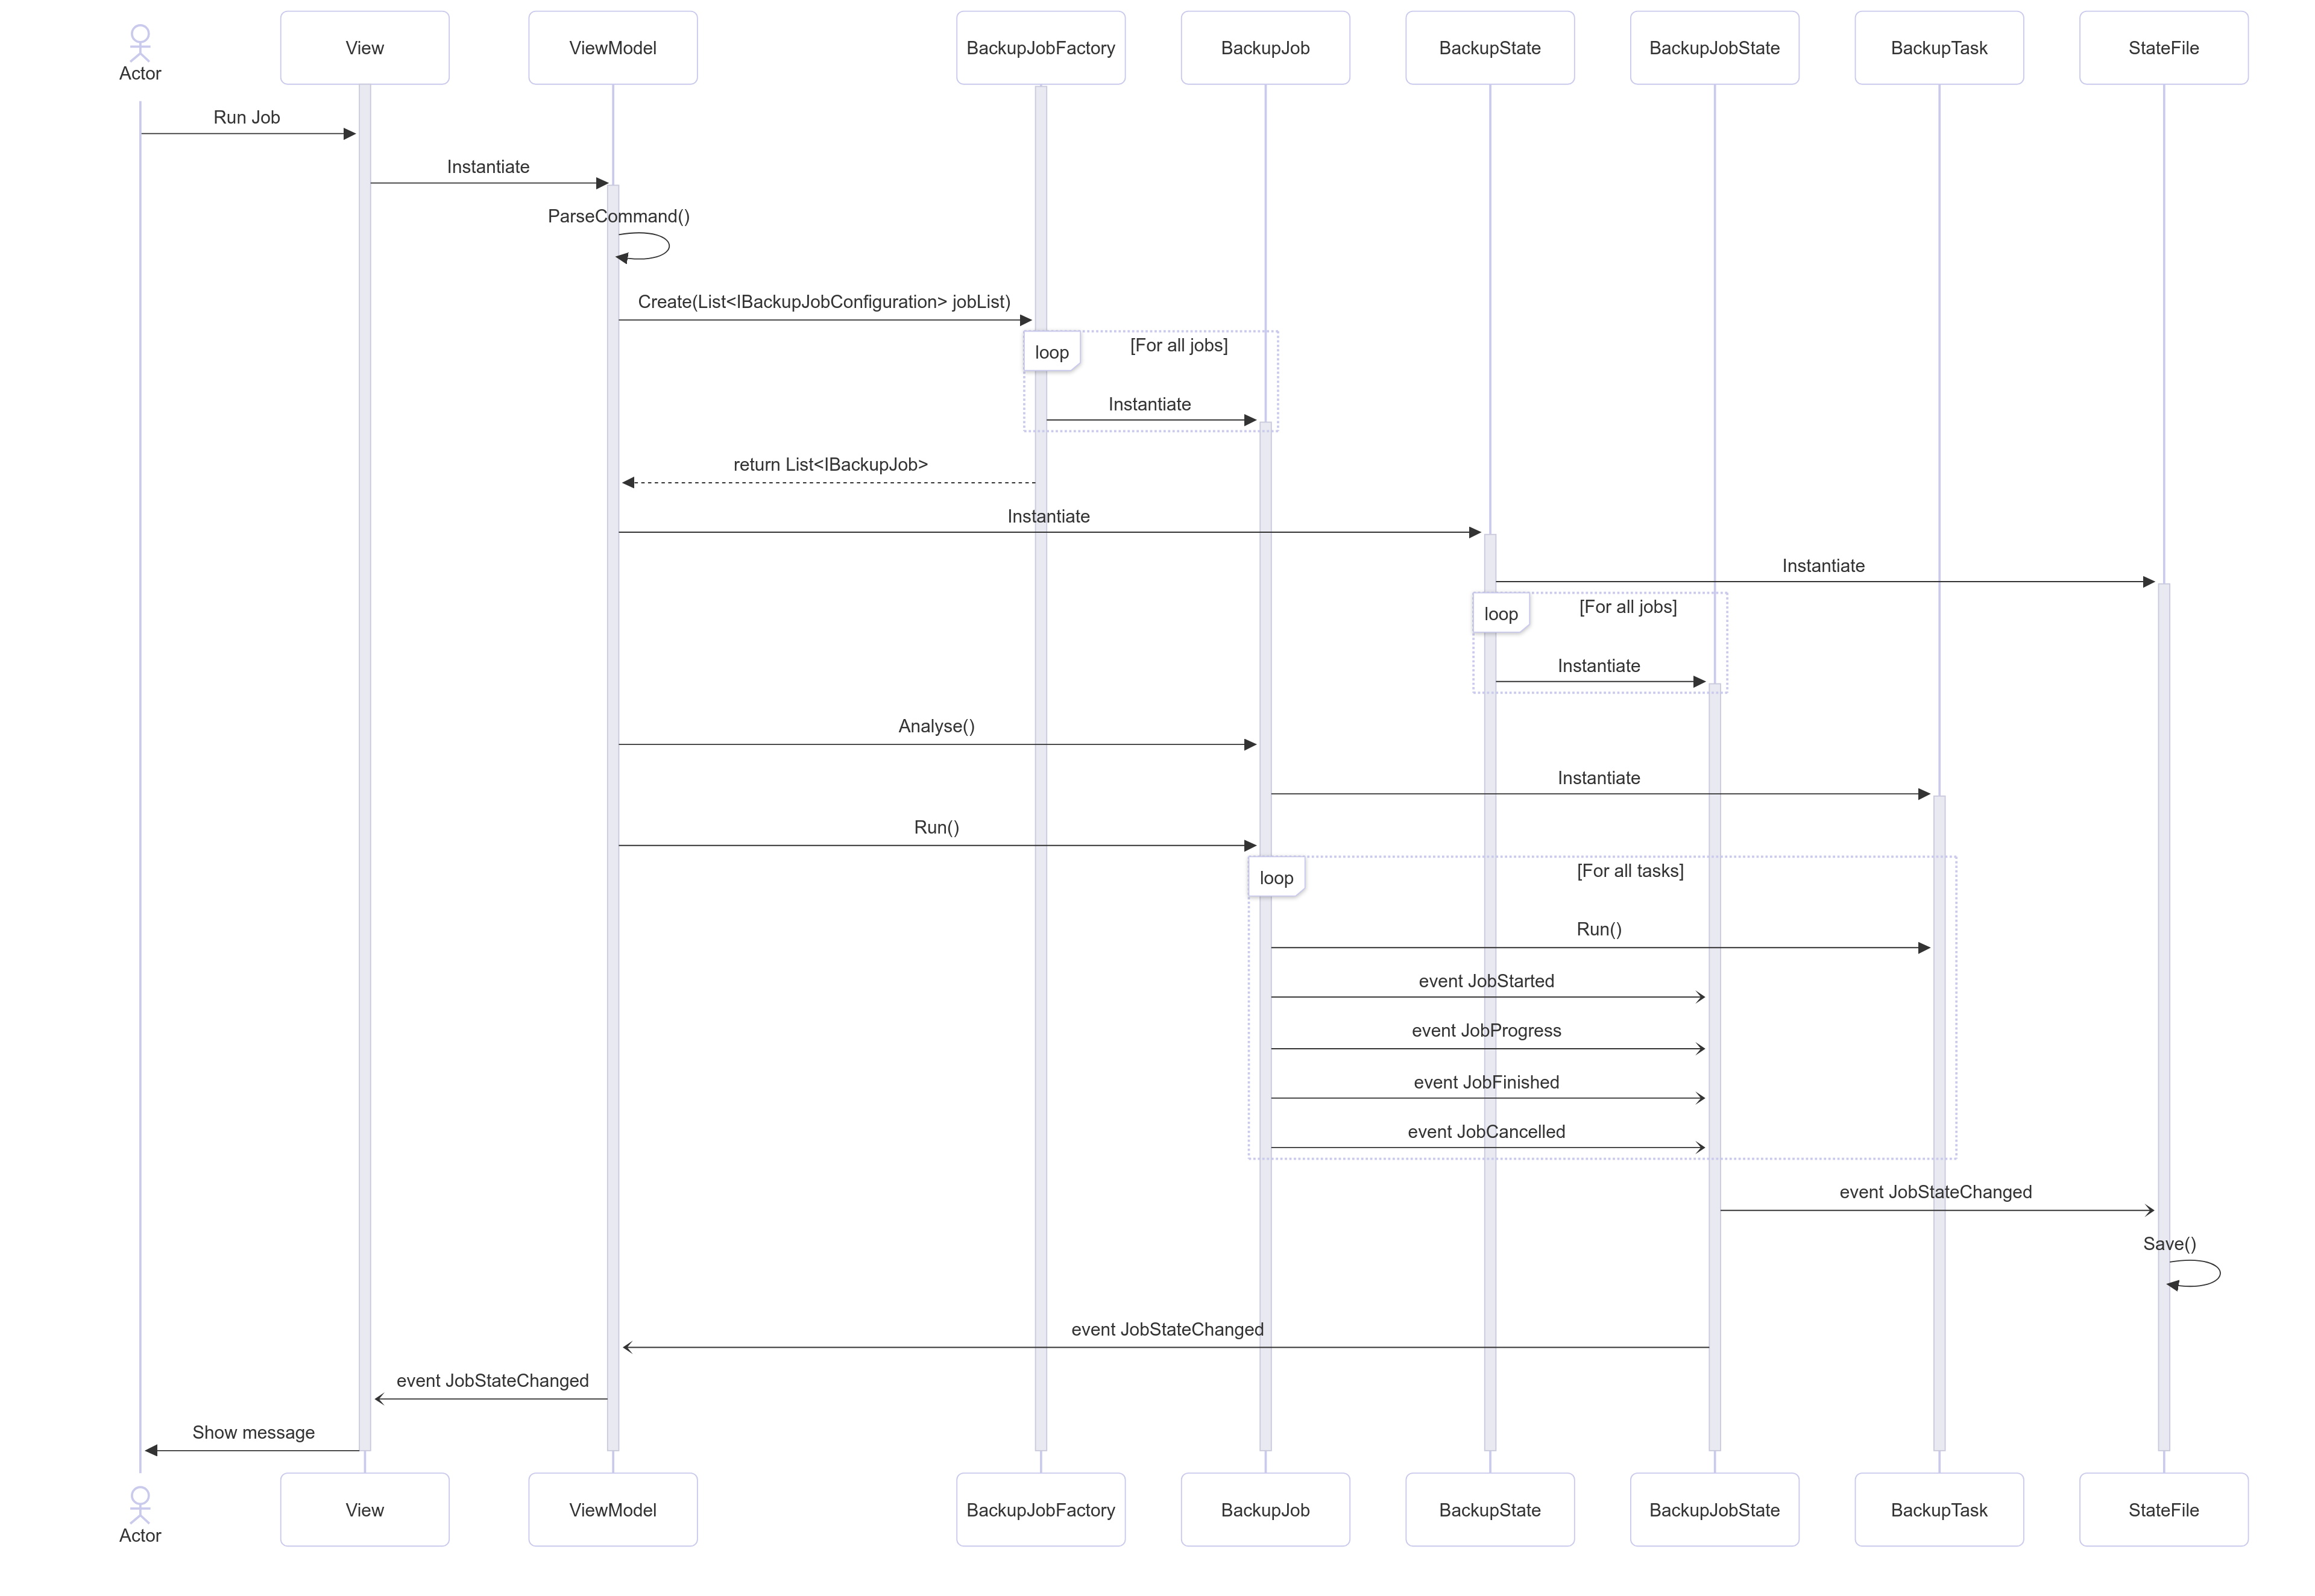 Actor
View
ViewModel
BackupJobFactory
BackupJob
BackupState
BackupJobState
BackupTask
StateFile
Run Job
Instantiate
ParseCommand()
Create(List<IBackupJobConfiguration> jobList)
loop
[For all jobs]
Instantiate
return List<IBackupJob>
Instantiate
Instantiate
loop
[For all jobs]
Instantiate
Analyse()
Instantiate
Run()
loop
[For all tasks]
Run()
event JobStarted
event JobProgress
event JobFinished
event JobCancelled
event JobStateChanged
Save()
event JobStateChanged
event JobStateChanged
Show message
Actor
View
ViewModel
BackupJobFactory
BackupJob
BackupState
BackupJobState
BackupTask
StateFile